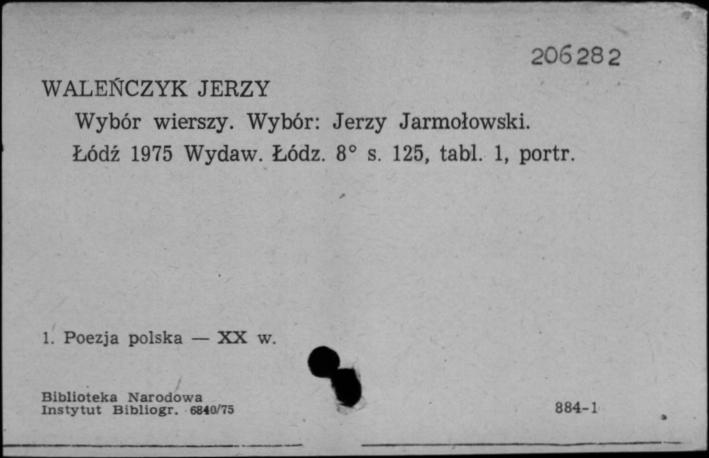 206282
WALEŃCZYK JERZY
Wybór wierszy. Wybór: Jerzy Jarmołowski.
Łódź 1975 Wydaw. Łódz. 8° s. 125, tabl. 1, portr.
1. Poezja polska — XX w.
Biblioteka Narodowa
Instytut Bibliogr. 6840/75
884-1